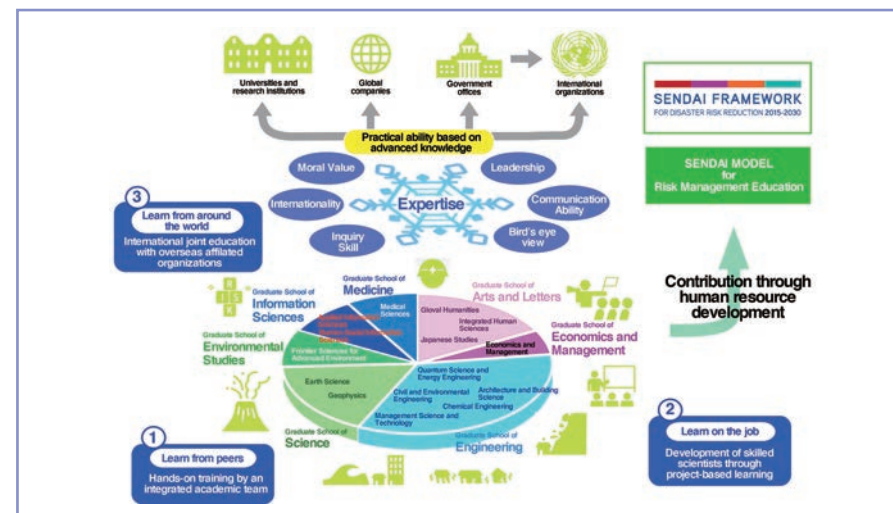 Universities and
research institutions
Global
companies
Government
offices
International
organizations
SENDAI FRAMEWORK
FOR DISASTER RISK REDUCTION 2015-2030
Practical ability based on
advanced knowledge
SENDAI MODEL
for
Risk Management Education
Moral Value
Leadership
Internationality
Expertise
Communication
Ability
Inquiry
Skill
Bird's eye
view
3
Learn from around
the world
International joint education
with overseas affilated
organizations
Contribution through
human resource
development
RISK
Graduate School of
Information
Sciences
Graduate School of
Medicine
Medical
Sciences
Graduate School of
Arts and Letters
Gloval Humanities
Integrated Human
Sciences
Japanese Studies
Graduate School of
Economics and
Management
Economics and
Management
Graduate School of
Environmental
Studies
Frontier Sciences for
Advanced Environment
Earth Science
Geophysics
Graduate School of
Science
Quantum Science and
Energy Engineering
Civil and Environmental
Engineering
Architecture and Building
Science
Chemical Engineering
Management Science and
Technology
Graduate School of
Engineering
1
Learn from peers
Hands-on training by an
integrated academic team
2
Learn on the job
Development of skilled
scientists through
project-based learning